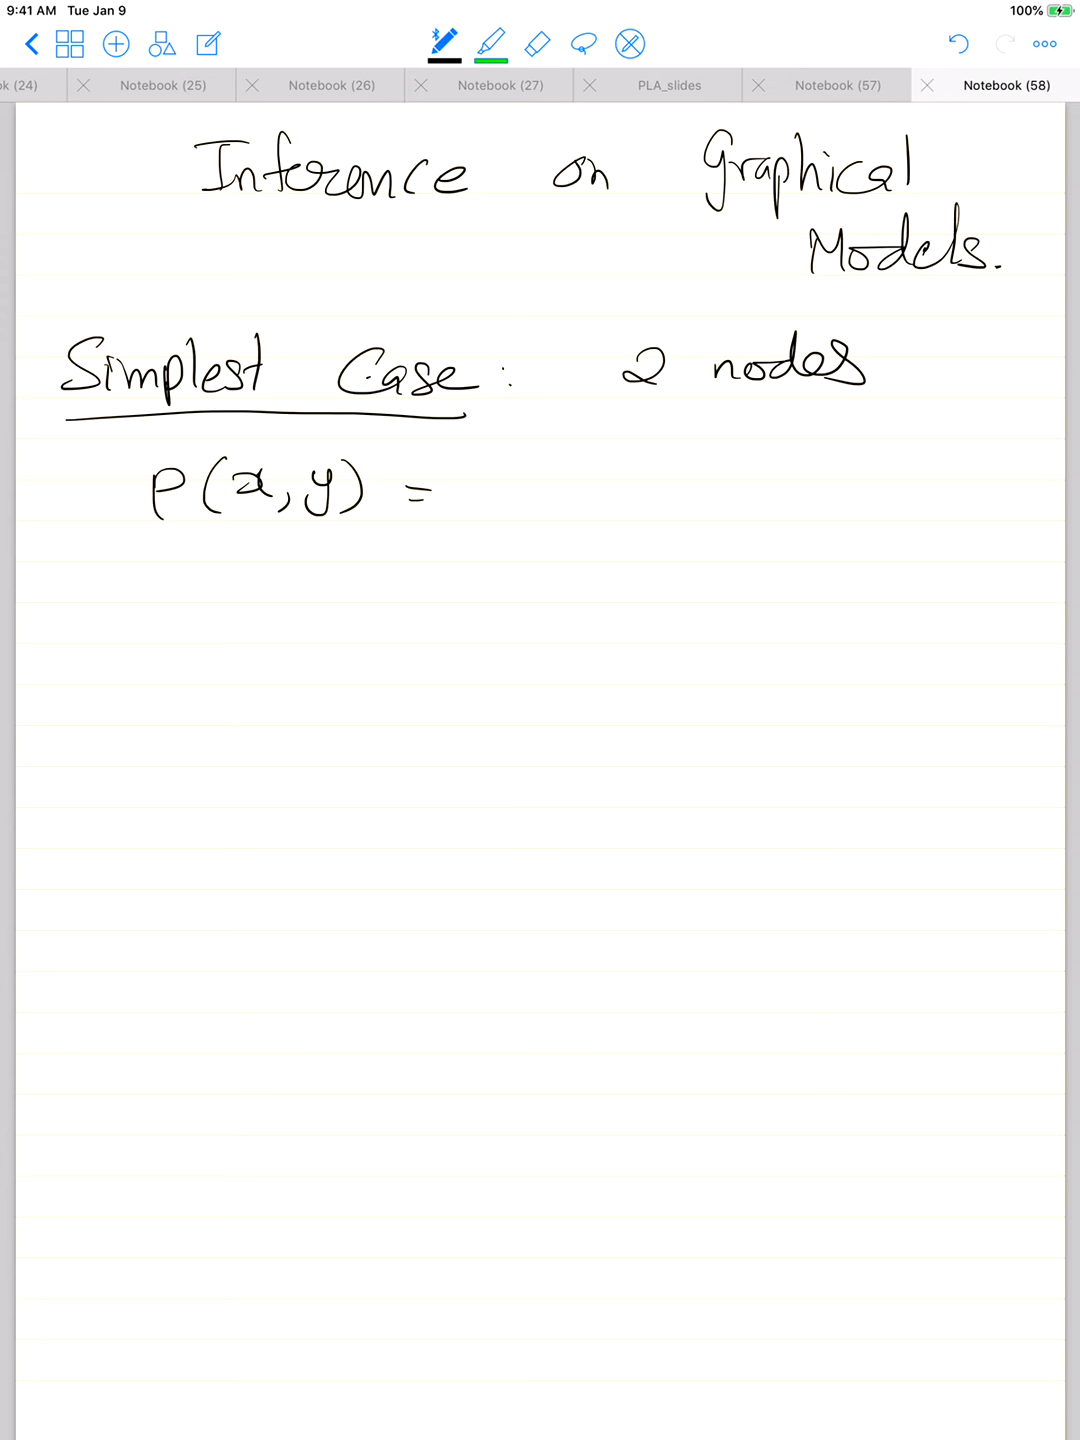 9:41 AM Tue Jan 9 100%
k (24) Notebook (25) Notebook (26) Notebook (27) PLA_slides Notebook (57) Notebook (58)
Inference on Graphical
Models.
Simplest Case: 2 nodes
P(x,y) =